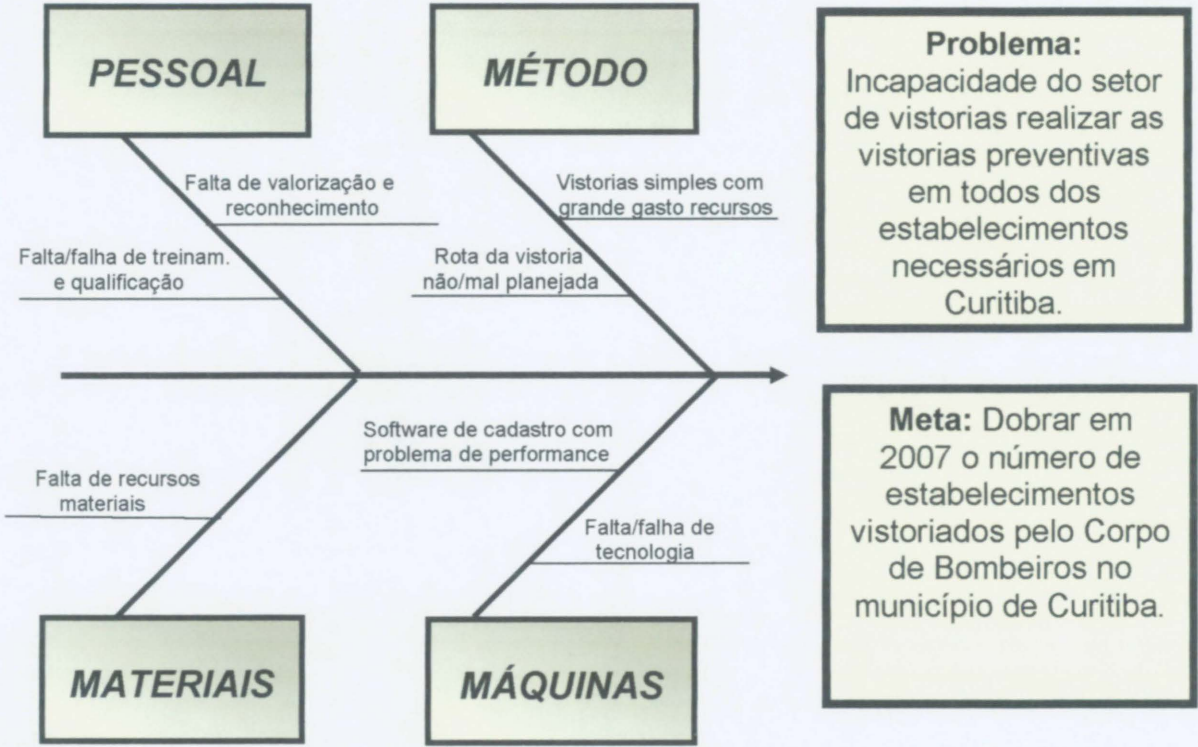 PESSOAL
MÉTODO
Falta de valorização e
reconhecimento
Falta/falha de treinam.
e qualificação
Vistorias simples com
grande gasto recursos
Rota da vistoria
não/mal planejada
Software de cadastro com
problema de performance
Falta de recursos
materiais
Falta/falha de
tecnologia
MATERIAIS
MÁQUINAS
Problema:
Incapacidade do setor
de vistorias realizar as
vistorias preventivas
em todos dos
estabelecimentos
necessários em
Curitiba.
Meta: Dobrar em
2007 o número de
estabelecimentos
vistoriados pelo Corpo
de Bombeiros no
município de Curitiba.